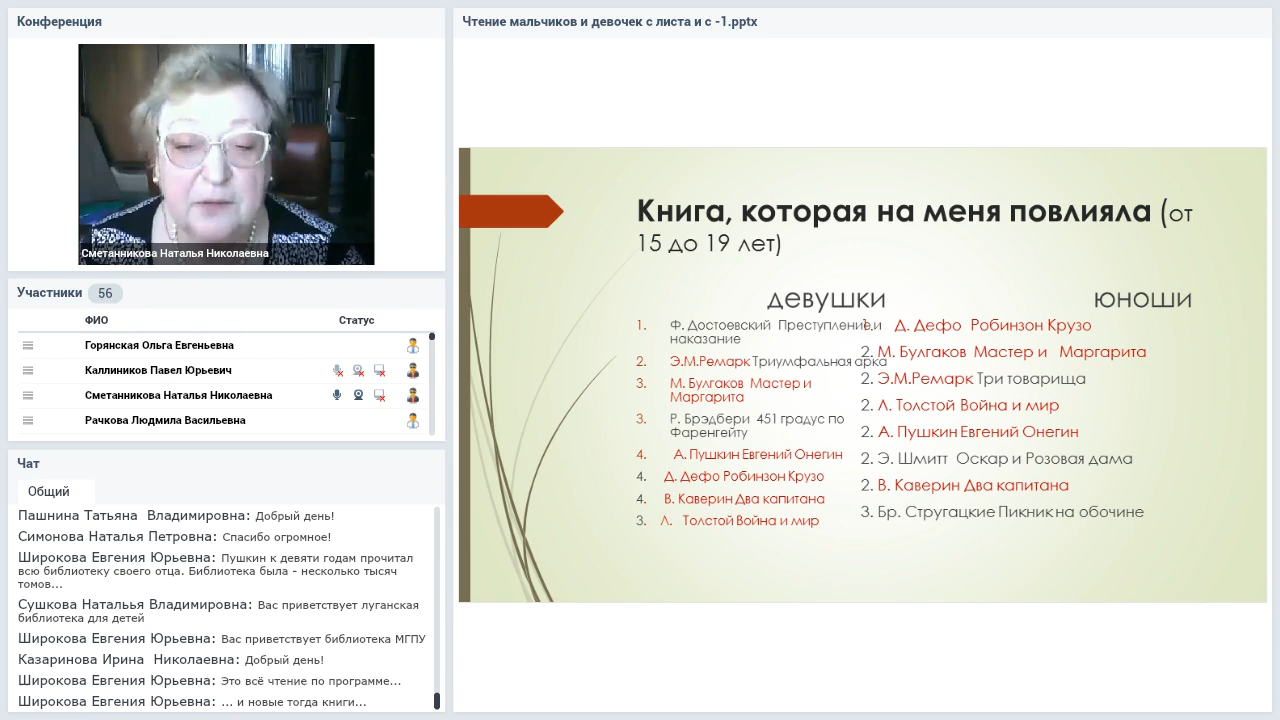 Конференция
Сметанникова Наталья Николаевна
Участники 56
ФИО Статус
Горянская Ольга Евгеньевна
Каллиников Павел Юрьевич
Сметанникова Наталья Николаевна
Рачкова Людмила Васильевна
Чат
Общий
Пашнина Татьяна Владимировна: Добрый день!
Симонова Наталья Петровна: Спасибо огромное!
Широкова Евгения Юрьевна: Пушкин к девяти годам прочитал
всю библиотеку своего отца. Библиотека была - несколько тысяч
томов...
Сушкова Наталья Владимировна: Вас приветствует луганская
библиотека для детей
Широкова Евгения Юрьевна: Вас приветствует библиотека МГПУ
Казаринова Ирина Николаевна: Добрый день!
Широкова Евгения Юрьевна: Это всё чтение по программе...
Широкова Евгения Юрьевна: ... и новые тогда книги...
Чтение мальчиков и девочек с листа и с -1.pptx
Книга, которая на меня повлияла (от
15 до 19 лет)
девушки
1. Ф. Достоевский Преступление и
наказание
2. Э.М.Ремарк Триумфальная арка
3. М. Булгаков Мастер и
Маргарита
3. Р. Брэдбери 451 градус по
Фаренгейту
4. А. Пушкин Евгений Онегин
4. Д. Дефо Робинзон Крузо
4. В. Каверин Два капитана
3. Л. Толстой Война и мир
юноши
1. Д. Дефо Робинзон Крузо
2. М. Булгаков Мастер и Маргарита
2. Э.М.Ремарк Три товарища
2. Л. Толстой Война и мир
2. А. Пушкин Евгений Онегин
2. Э. Шмитт Оскар и Розовая дама
2. В. Каверин Два капитана
3. Бр. Стругацкие Пикник на обочине